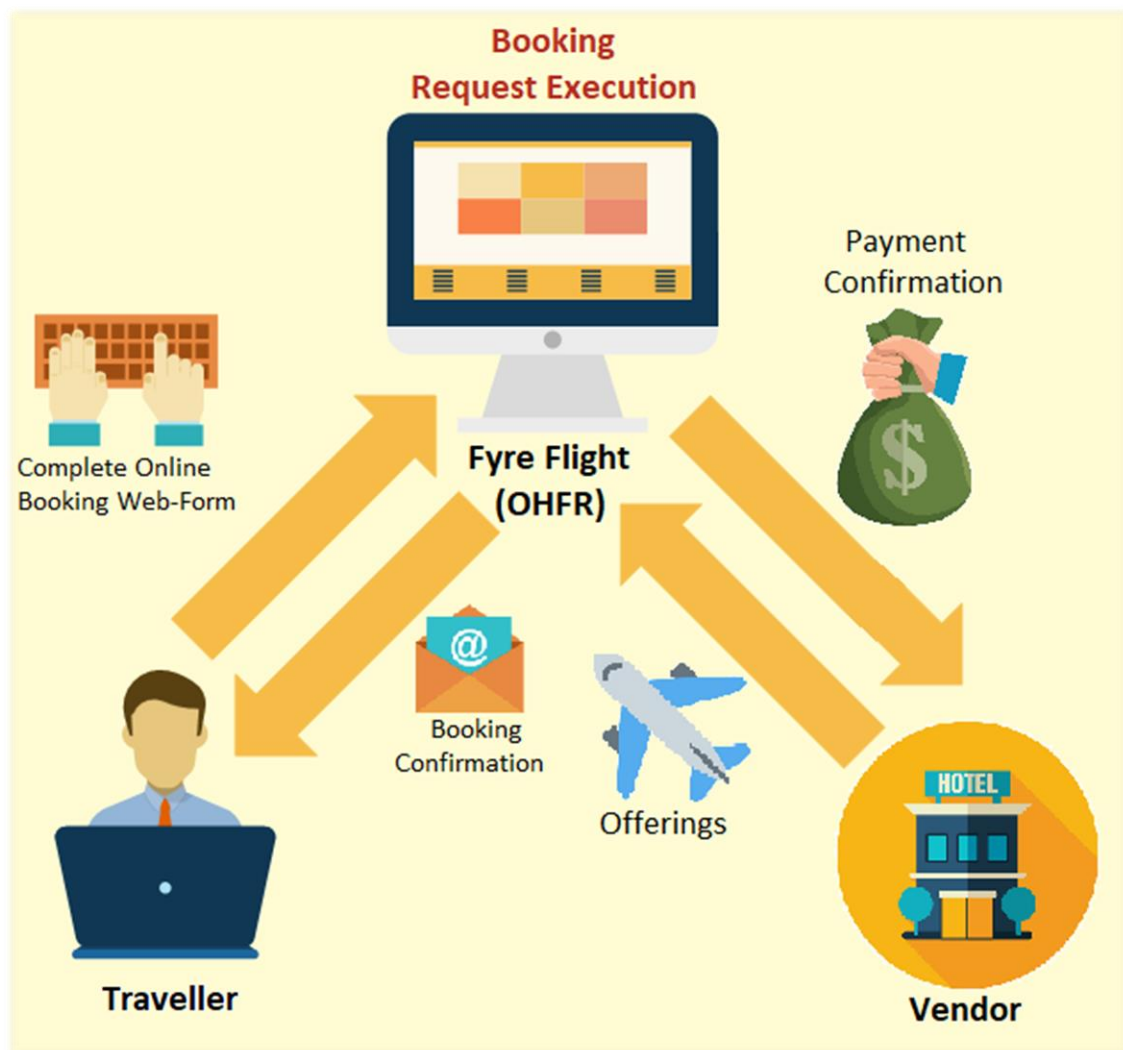 Booking
Request Execution
Payment
Confirmation
Complete Online
Booking Web-Form
Fyre Flight
(OHFR)
$
@
Booking
Confirmation
Offerings
HOTEL
Traveller
Vendor